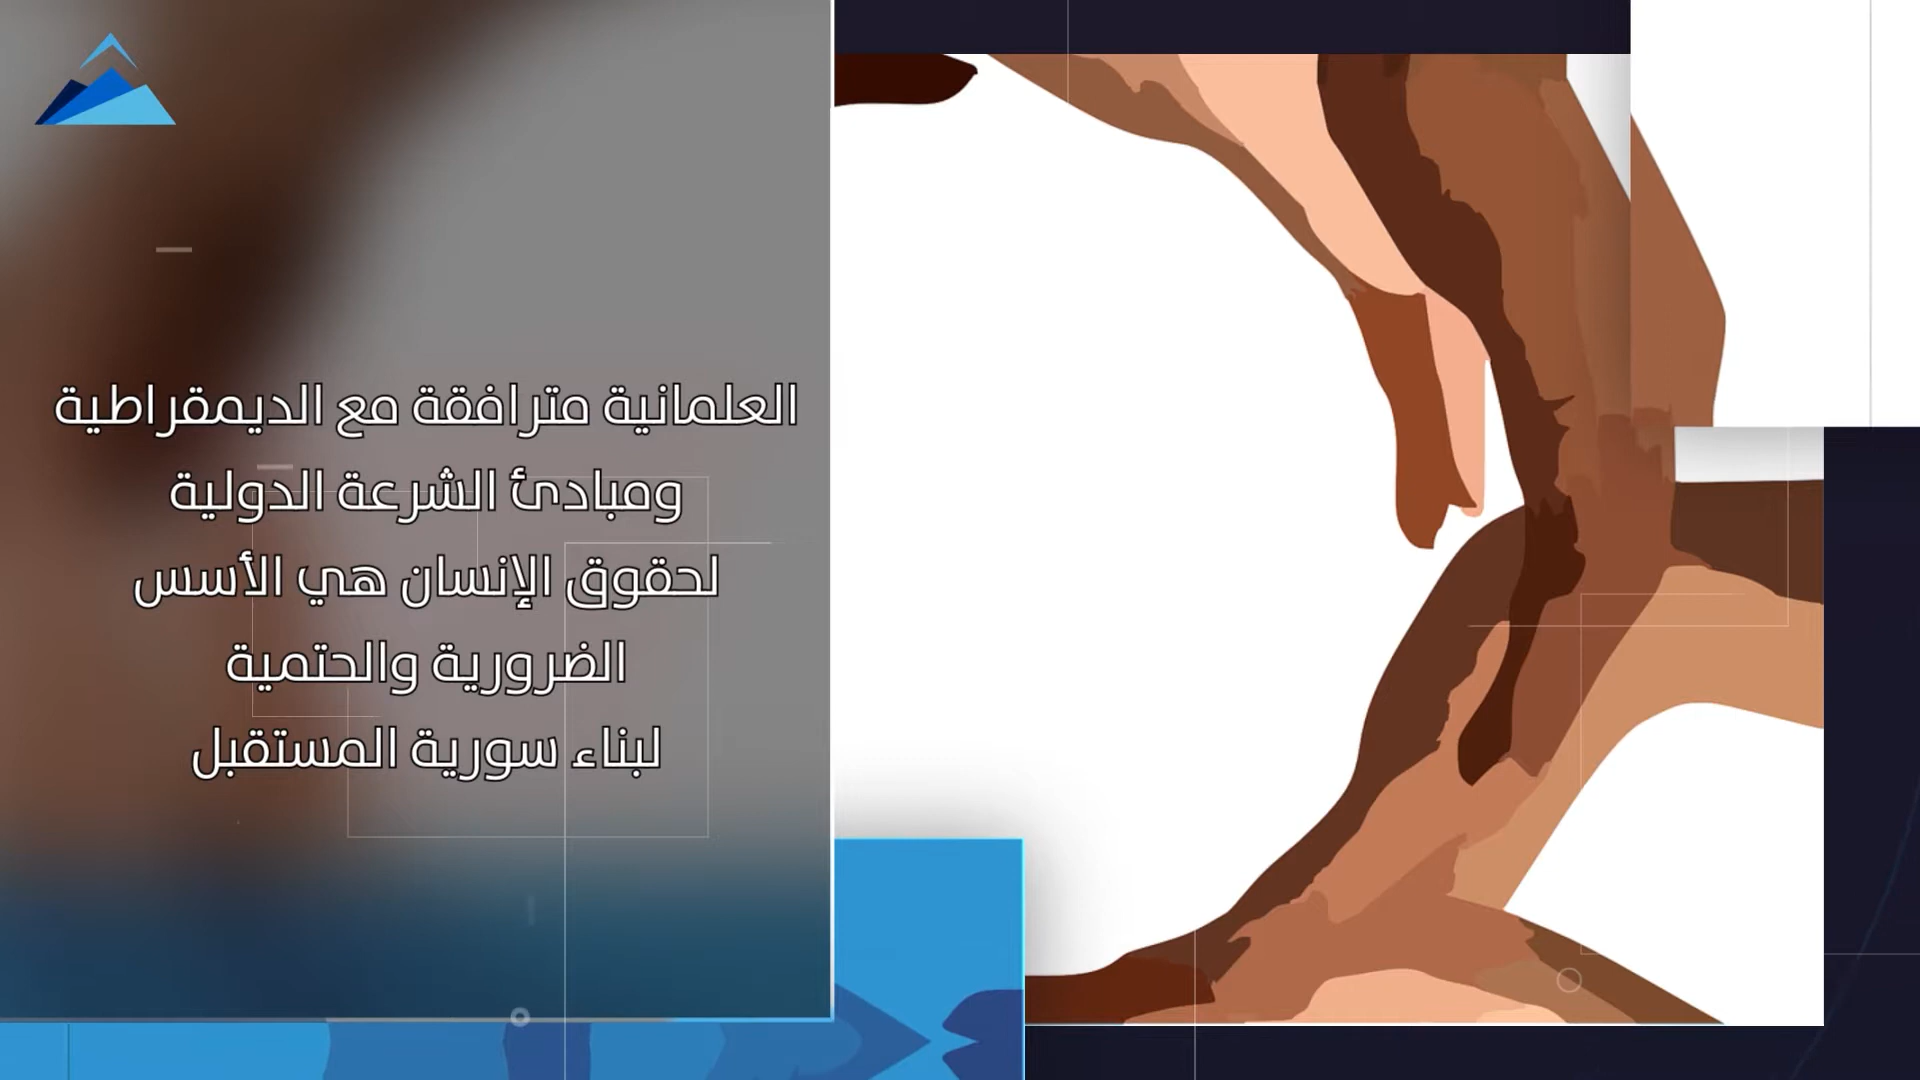 العلمانية مترافقة مع الديمقراطية
ومبادئ الشرعة الدولية
لحقوق الإنسان هي الأسس
الضرورية والحتمية
لبناء سورية المستقبل